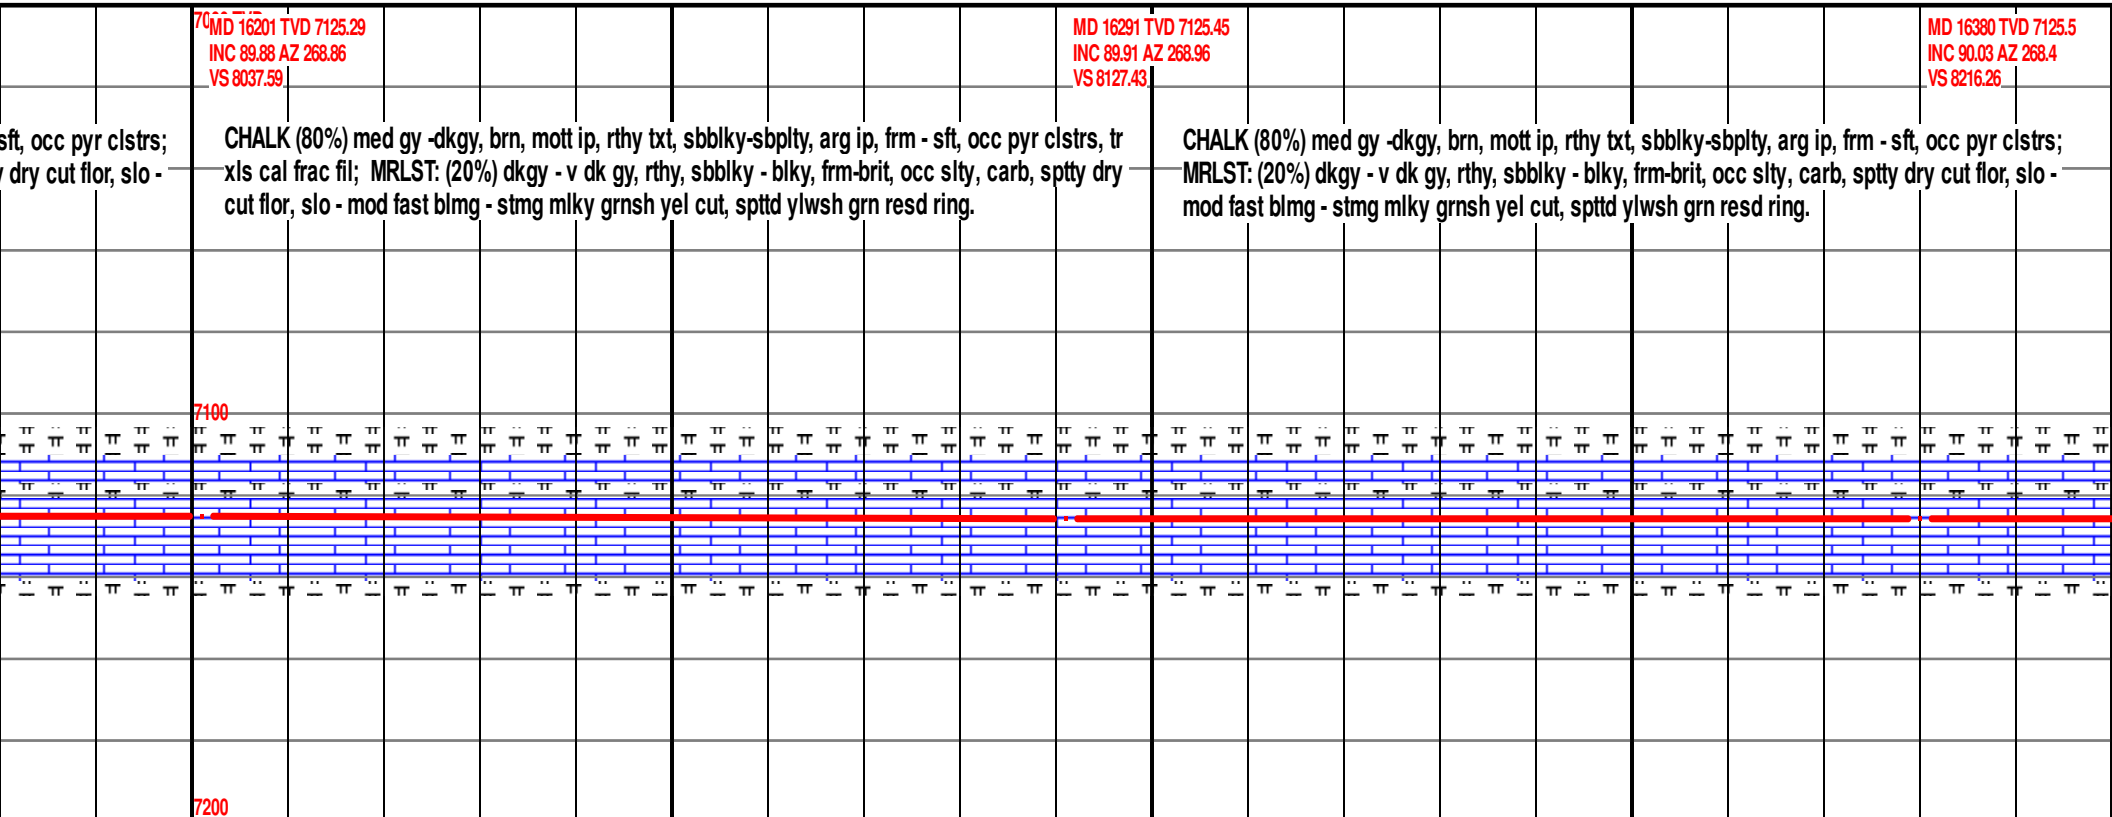 MD 16201 TVD 7125.29
INC 89.88 AZ 268.86
VS 8037.59
MD 16291 TVD 7125.45
INC 89.91 AZ 268.96
VS 8127.43
MD 16380 TVD 7125.5
INC 90.03 AZ 268.4
VS 8216.26
sft, occ pyr clstrs;
dry cut flor, slo -
CHALK (80%) med gy -dkgy, brn, mott ip, rthy txt, sbblky-sbplty, arg ip, frm - sft, occ pyr clstrs, tr
xls cal frac fil; MRLST: (20%) dkgy - v dk gy, rthy, sbblky - blky, frm-brit, occ slty, carb, sptty dry
cut flor, slo - mod fast blmg - stmg mlky grnsh yel cut, spttd ylwsh grn resd ring.
CHALK (80%) med gy -dkgy, brn, mott ip, rthy txt, sbblky-sbplty, arg ip, frm - sft, occ pyr clstrs;
MRLST: (20%) dkgy - v dk gy, rthy, sbblky - blky, frm-brit, occ slty, carb, sptty dry cut flor, slo -
mod fast blmg - stmg mlky grnsh yel cut, spttd ylwsh grn resd ring.
7100
7200